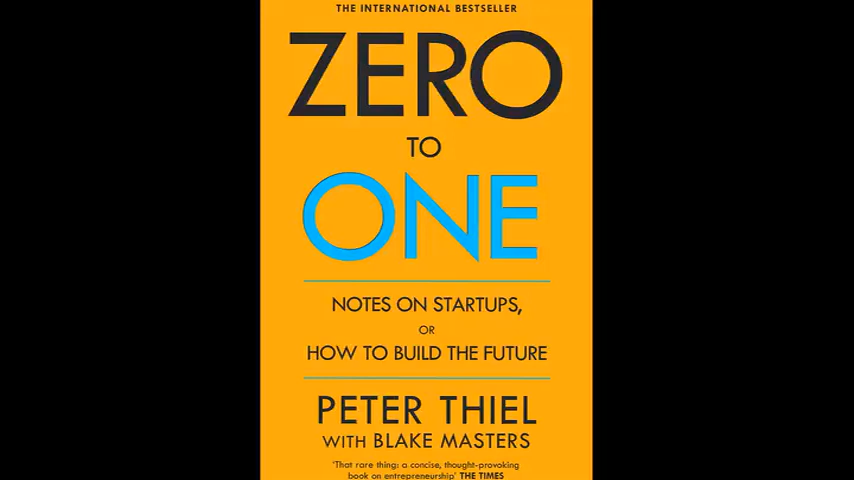 THE INTERNATIONAL BESTSELLER
ZERO
TO
ONE
NOTES ON STARTUPS,
OR
HOW TO BUILD THE FUTURE
PETER THIEL
WITH BLAKE MASTERS
'That rare thing: a concise, thought-provoking
book on entrepreneurship' THE TIMES